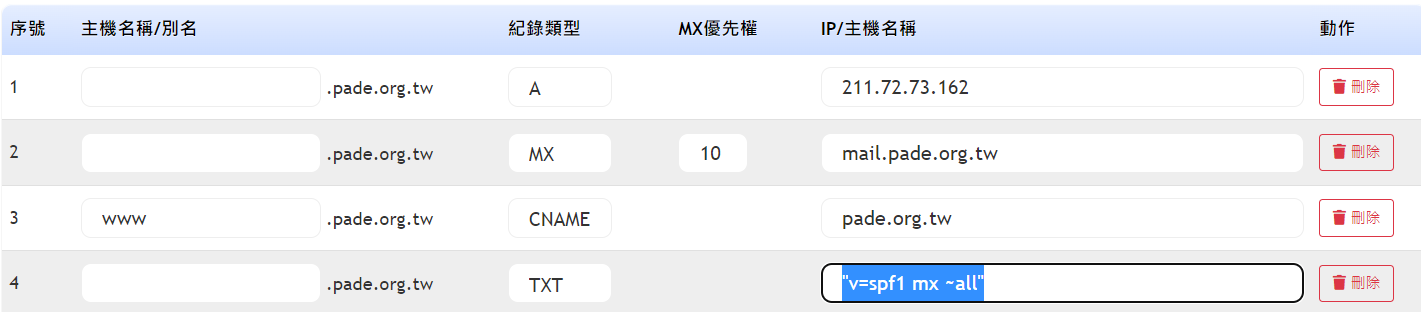 序號 主機名稱/別名 紀錄類型 MX優先權 IP/主機名稱 動作
1 .pade.org.tw A 211.72.73.162 刪除
2 .pade.org.tw MX 10 mail.pade.org.tw 刪除
3 www .pade.org.tw CNAME pade.org.tw 刪除
4 .pade.org.tw TXT "v=spf1 mx ~all" 刪除